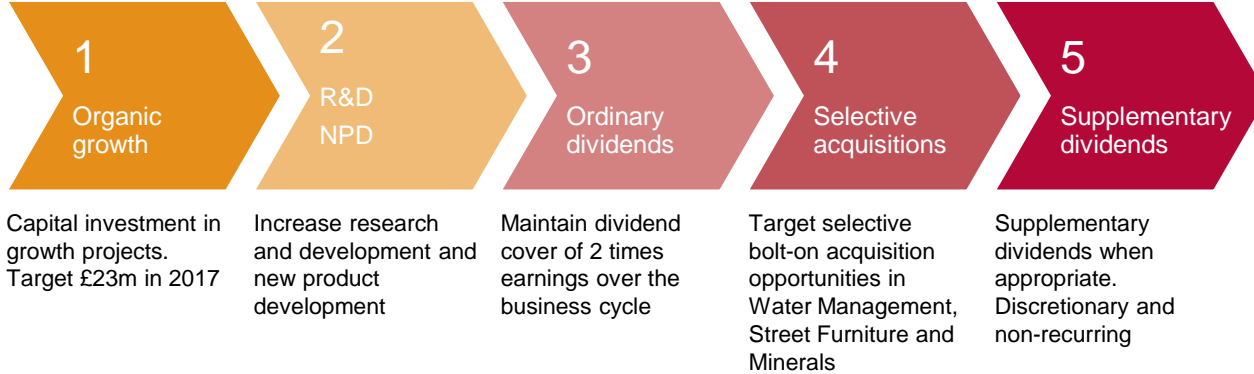 1
Organic
growth
2
R&D
NPD
3
Ordinary
dividends
4
Selective
acquisitions
5
Supplementary
dividends
Capital investment in
growth projects.
Target £23m in 2017
Increase research
and development and
new product
development
Maintain dividend
cover of 2 times
earnings over the
business cycle
Target selective
bolt-on acquisition
opportunities in
Water Management,
Street Furniture and
Minerals
Supplementary
dividends when
appropriate.
Discretionary and
non-recurring